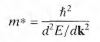 m* = ħ² / d²E/dk²